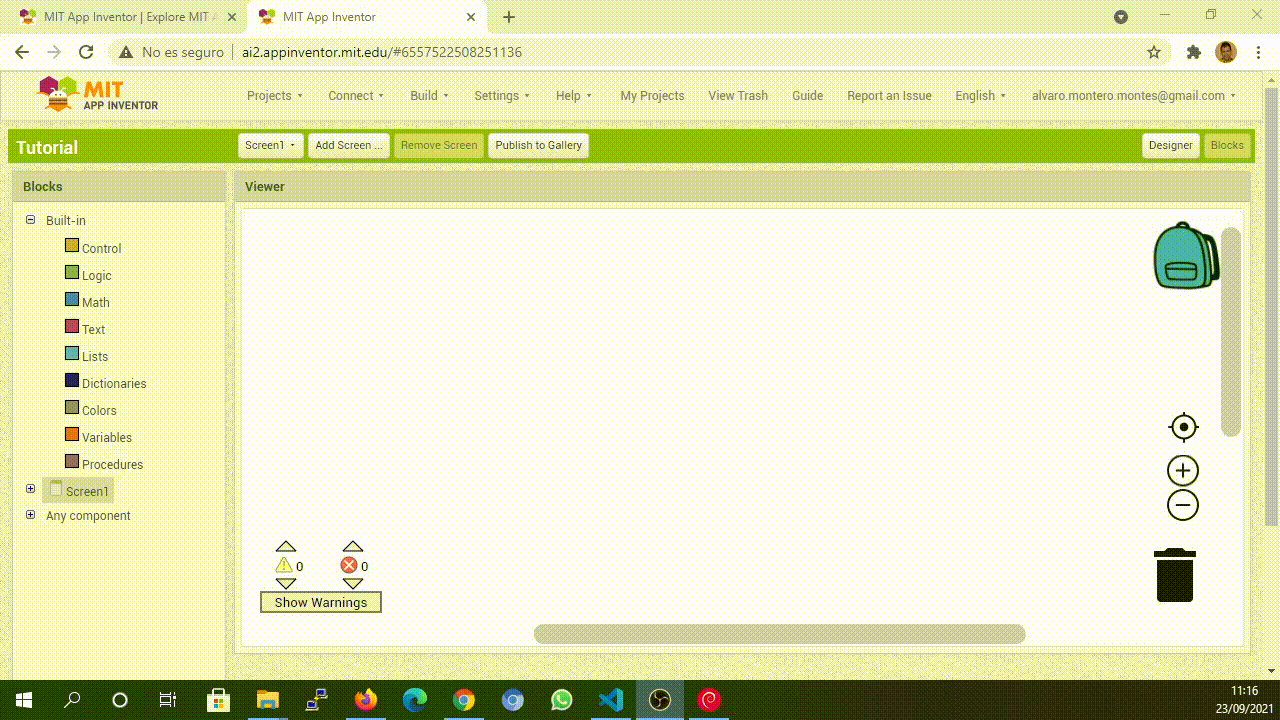 MIT App Inventor | Explore MIT A
MIT App Inventor
No es seguro
ai2.appinventor.mit.edu/#6557522508251136
MIT
APP INVENTOR
Projects
Connect
Build
Settings
Help
My Projects
View Trash
Guide
Report an Issue
English
alvaro.montero.montes@gmail.com
Tutorial
Screen1
Add Screen ...
Remove Screen
Publish to Gallery
Designer
Blocks
Blocks
Viewer
Built-in
Control
Logic
Math
Text
Lists
Dictionaries
Colors
Variables
Procedures
Screen1
Any component
0
0
Show Warnings
11:16
23/09/2021